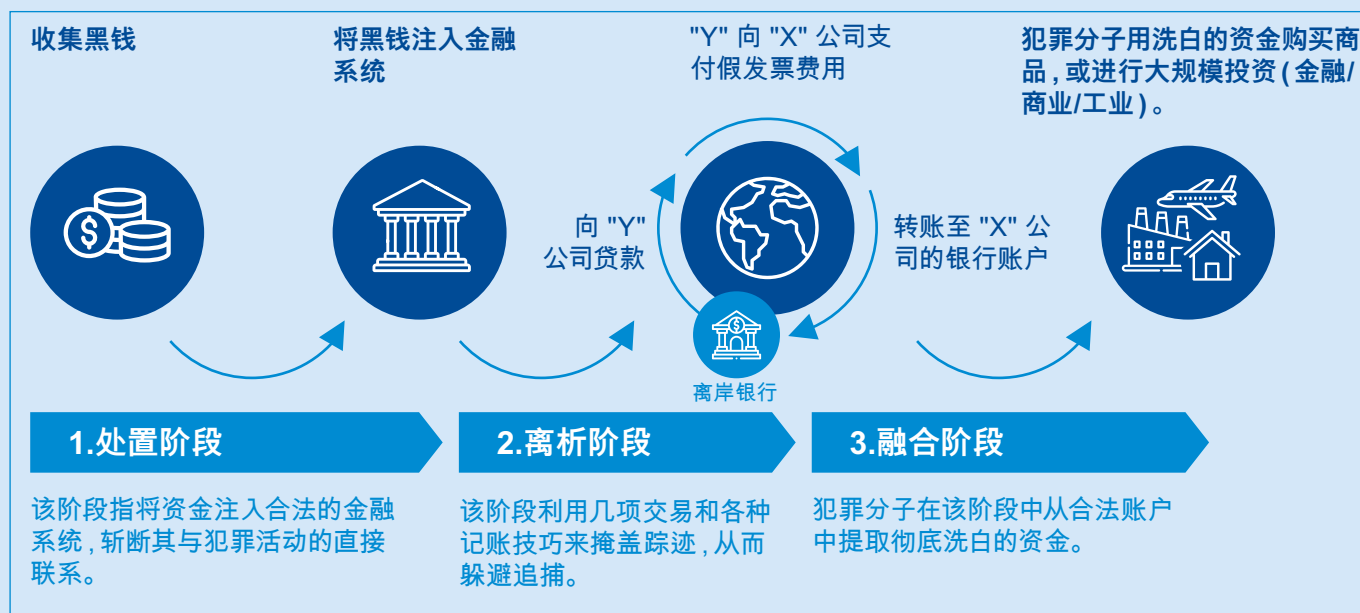 收集黑钱
将黑钱注入金融
系统
"Y" 向 "X" 公司支
付假发票费用
犯罪分子用洗白的资金购买商
品,或进行大规模投资(金融/
商业/工业)。
向 "Y"
公司贷款
转账至 "X" 公
司的银行账户
离岸银行
1.处置阶段
2.离析阶段
3.融合阶段
该阶段指将资金注入合法的金融
系统,斩断其与犯罪活动的直接
联系。
该阶段利用几项交易和各种
记账技巧来掩盖踪迹,从而
躲避追捕。
犯罪分子在该阶段中从合法账户
中提取彻底洗白的资金。